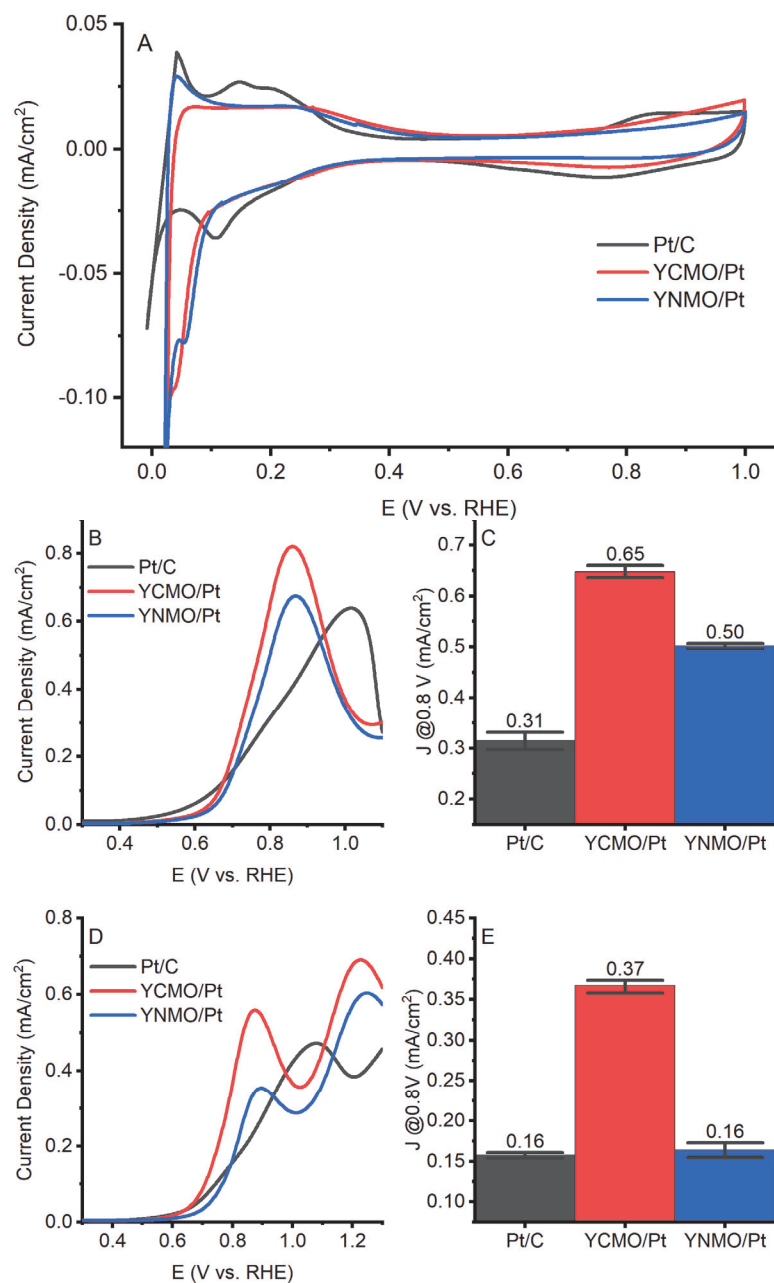 A
Current Density (mA/cm²)
0.05
0.00
-0.05
-0.10
Pt/C
YCMO/Pt
YNMO/Pt
0.0 0.2 0.4 0.6 0.8 1.0
E (V vs. RHE)
B
Current Density (mA/cm²)
0.8
0.6
0.4
0.2
0.0
Pt/C
YCMO/Pt
YNMO/Pt
0.4 0.6 0.8 1.0
E (V vs. RHE)
C
J @0.8 V (mA/cm²)
0.7
0.6
0.5
0.4
0.3
0.2
0.31
0.65
0.50
Pt/C YCMO/Pt YNMO/Pt
D
Current Density (mA/cm²)
0.8
0.6
0.4
0.2
0.0
Pt/C
YCMO/Pt
YNMO/Pt
0.4 0.6 0.8 1.0 1.2
E (V vs. RHE)
E
J @0.8V (mA/cm²)
0.45
0.40
0.35
0.30
0.25
0.20
0.15
0.10
0.16
0.37
0.16
Pt/C YCMO/Pt YNMO/Pt